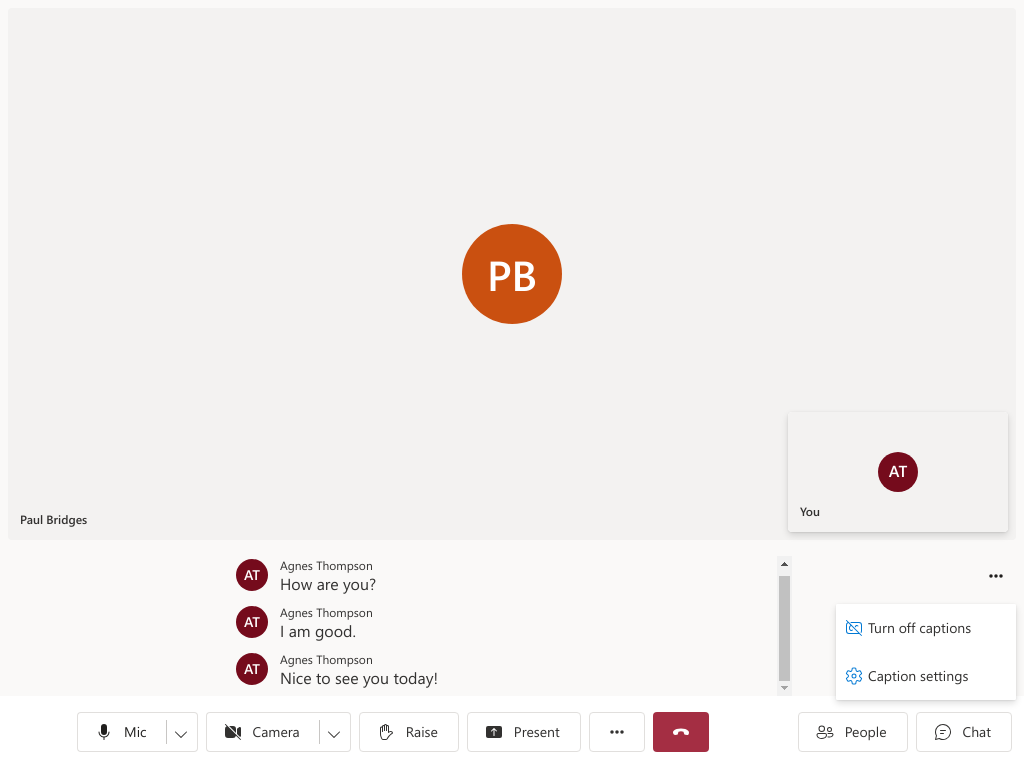 PB
AT
You
Paul Bridges
Agnes Thompson
AT
How are you?
Agnes Thompson
AT
I am good.
Agnes Thompson
AT
Nice to see you today!
Turn off captions
Caption settings
Mic
Camera
Raise
Present
People
Chat